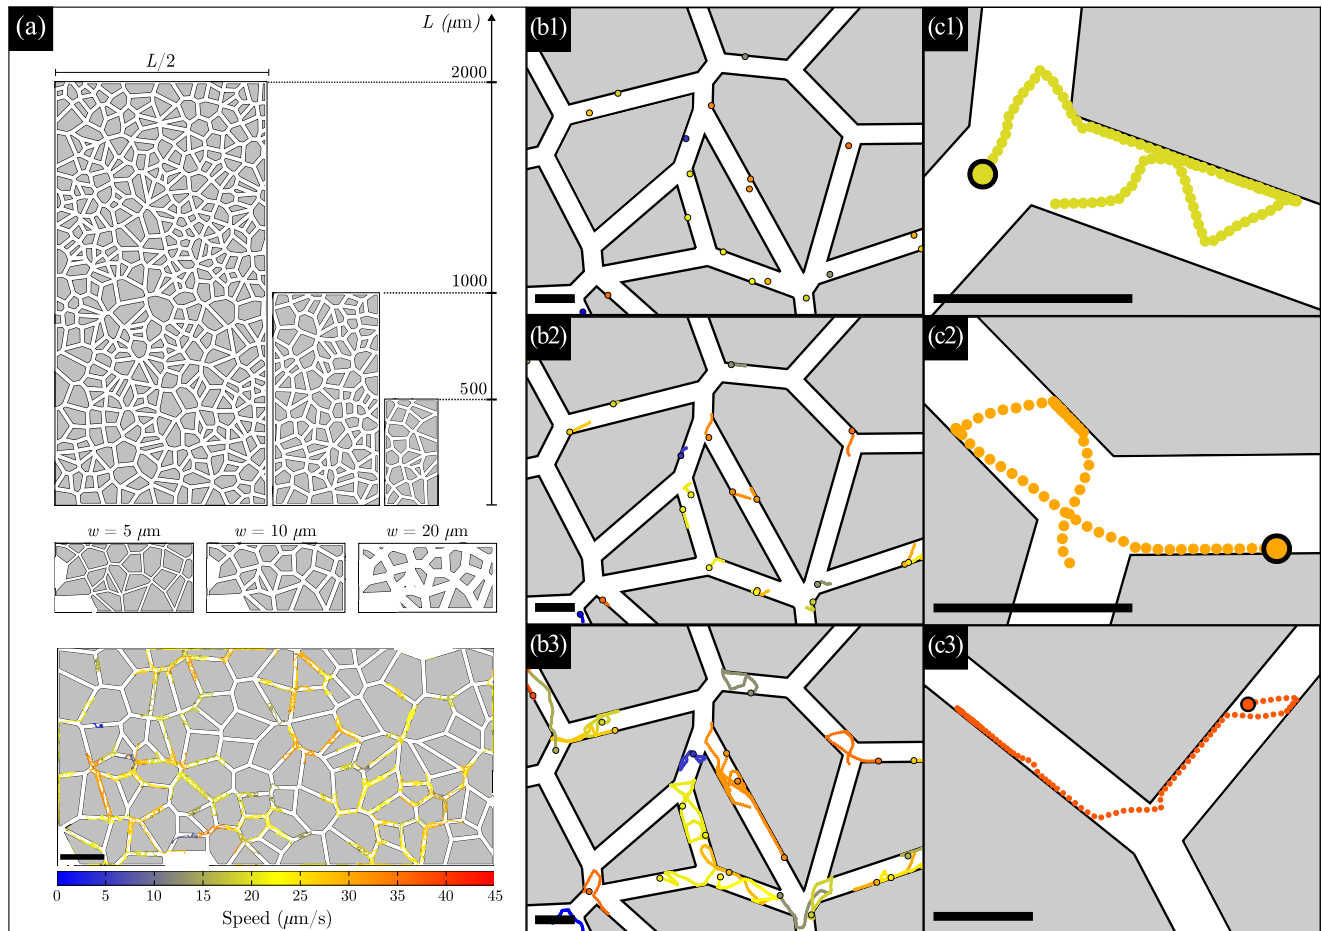 (a)
L (μm)
L/2
2000
1000
500
w = 5 μm
w = 10 μm
w = 20 μm
0 5 10 15 20 25 30 35 40 45
Speed (μm/s)
(b1)
(b2)
(b3)
(c1)
(c2)
(c3)